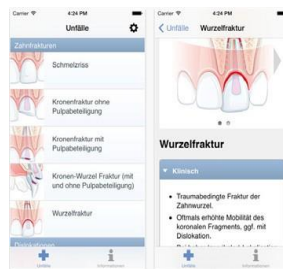 Carrier 4:24 PM
Unfälle
Zahnfrakturen
Schmelzriss
Kronenfraktur ohne
Pulpabeteiligung
Kronenfraktur mit
Pulpabeteiligung
Kronen-Wurzel Fraktur (mit
und ohne Pulpabeteiligung)
Wurzelfraktur
Dislokationen
Unfälle Informationen
Carrier 4:24 PM
Unfälle Wurzelfraktur
Wurzelfraktur
Klinisch
Traumabedingte Fraktur der
Zahnwurzel.
Oftmals erhöhte Mobilität des
koronalen Fragments, ggf. mit
Dislokation.
Unfälle Informationen